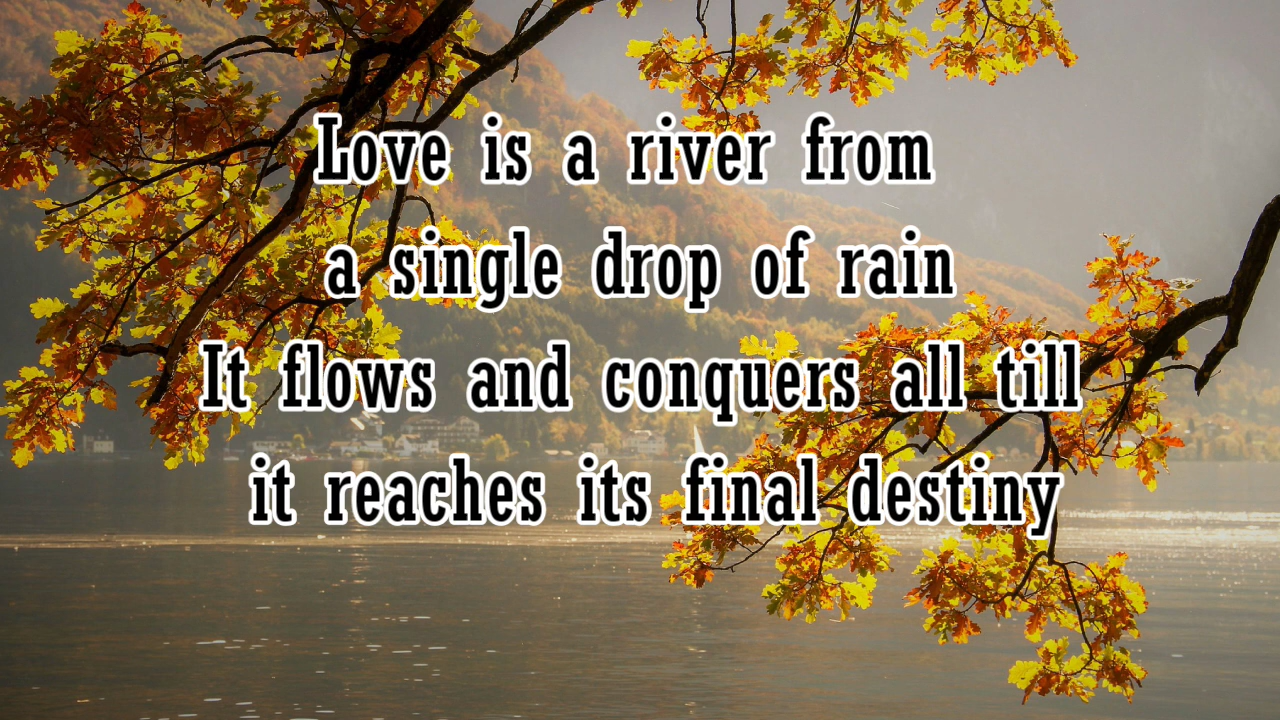 Love is a river from
a single drop of rain
It flows and conquers all till
it reaches its final destiny